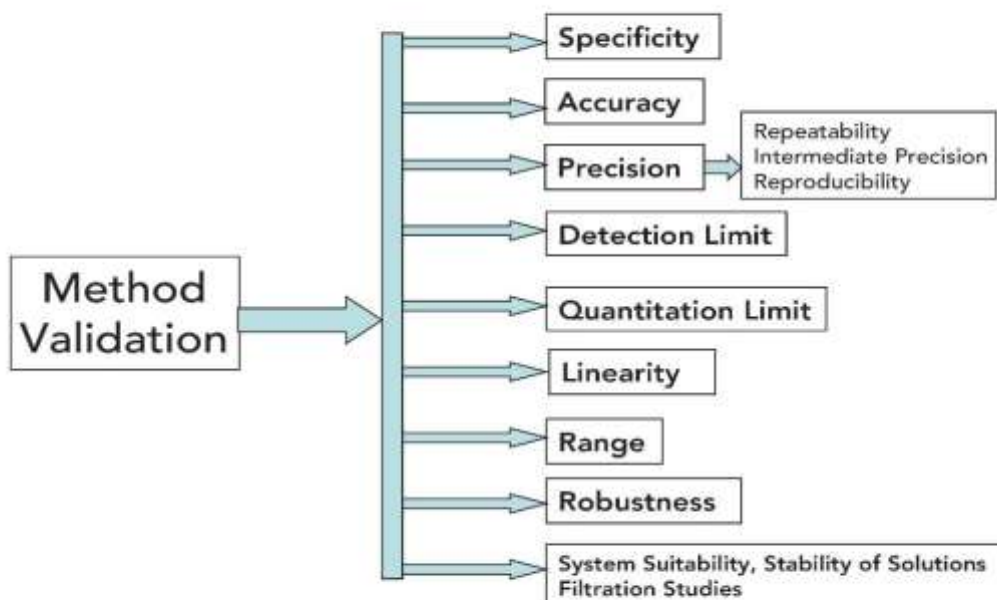 Method
Validation
Specificity
Accuracy
Precision
Repeatability
Intermediate Precision
Reproducibility
Detection Limit
Quantitation Limit
Linearity
Range
Robustness
System Suitability, Stability of Solutions
Filtration Studies